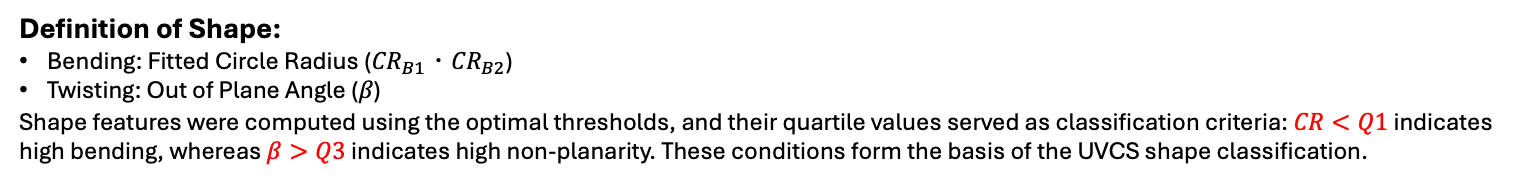 Definition of Shape:
• Bending: Fitted Circle Radius (CR_B1 · CR_B2)
• Twisting: Out of Plane Angle (β)
Shape features were computed using the optimal thresholds, and their quartile values served as classification criteria: CR < Q1 indicates
high bending, whereas β > Q3 indicates high non-planarity. These conditions form the basis of the UVCS shape classification.